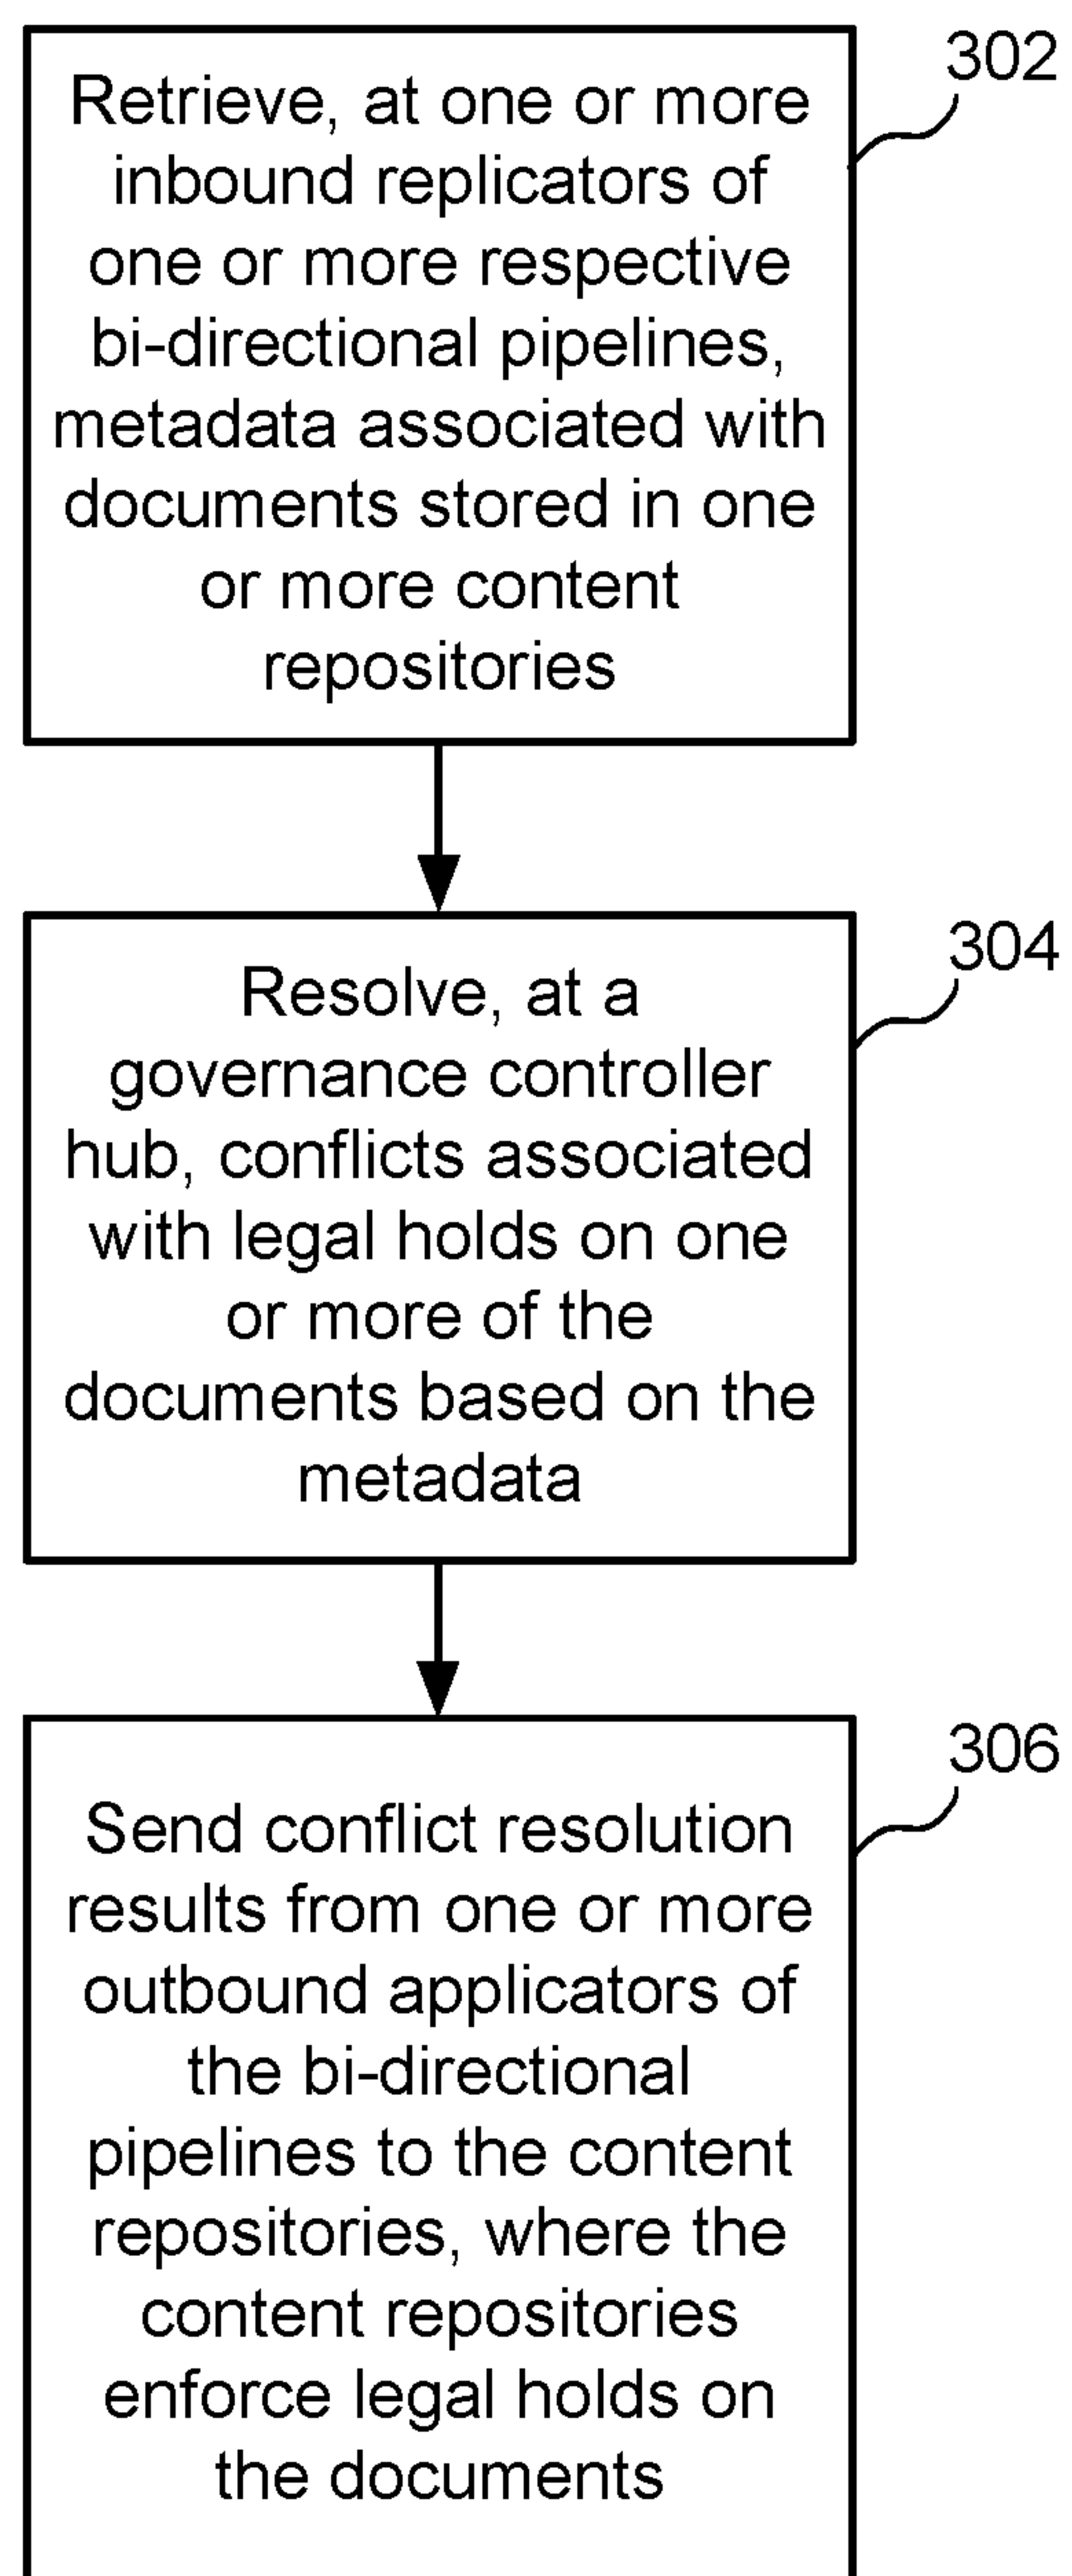 302
Retrieve, at one or more
inbound replicators of
one or more respective
bi-directional pipelines,
metadata associated with
documents stored in one
or more content
repositories
304
Resolve, at a
governance controller
hub, conflicts associated
with legal holds on one
or more of the
documents based on the
metadata
306
Send conflict resolution
results from one or more
outbound applicators of
the bi-directional
pipelines to the content
repositories, where the
content repositories
enforce legal holds on
the documents